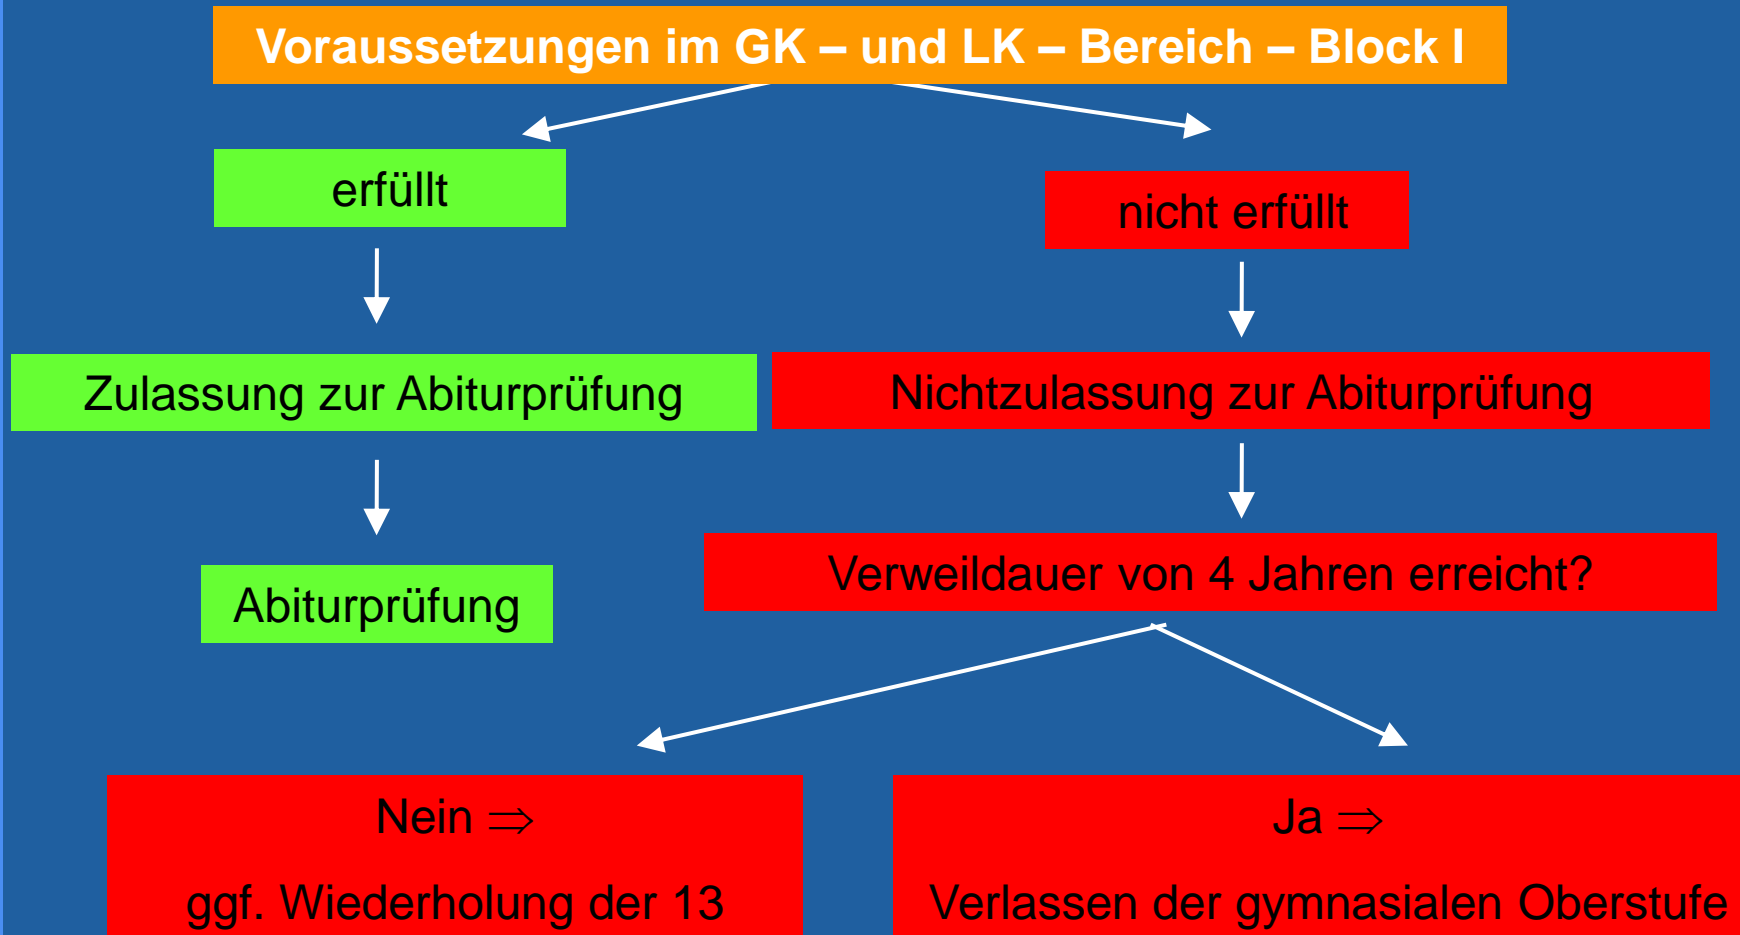 Voraussetzungen im GK – und LK – Bereich – Block I
erfüllt
nicht erfüllt
Zulassung zur Abiturprüfung
Nichtzulassung zur Abiturprüfung
Abiturprüfung
Verweildauer von 4 Jahren erreicht?
Nein ⇒
ggf. Wiederholung der 13
Ja ⇒
Verlassen der gymnasialen Oberstufe